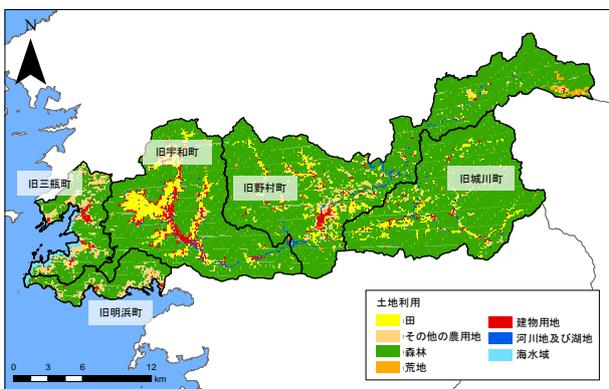 N
旧宇和町
旧三瓶町
旧野村町
旧城川町
旧明浜町
土地利用
田
その他の農用地
森林
荒地
建物用地
河川地及び湖地
海水域
0 3 6 12
km